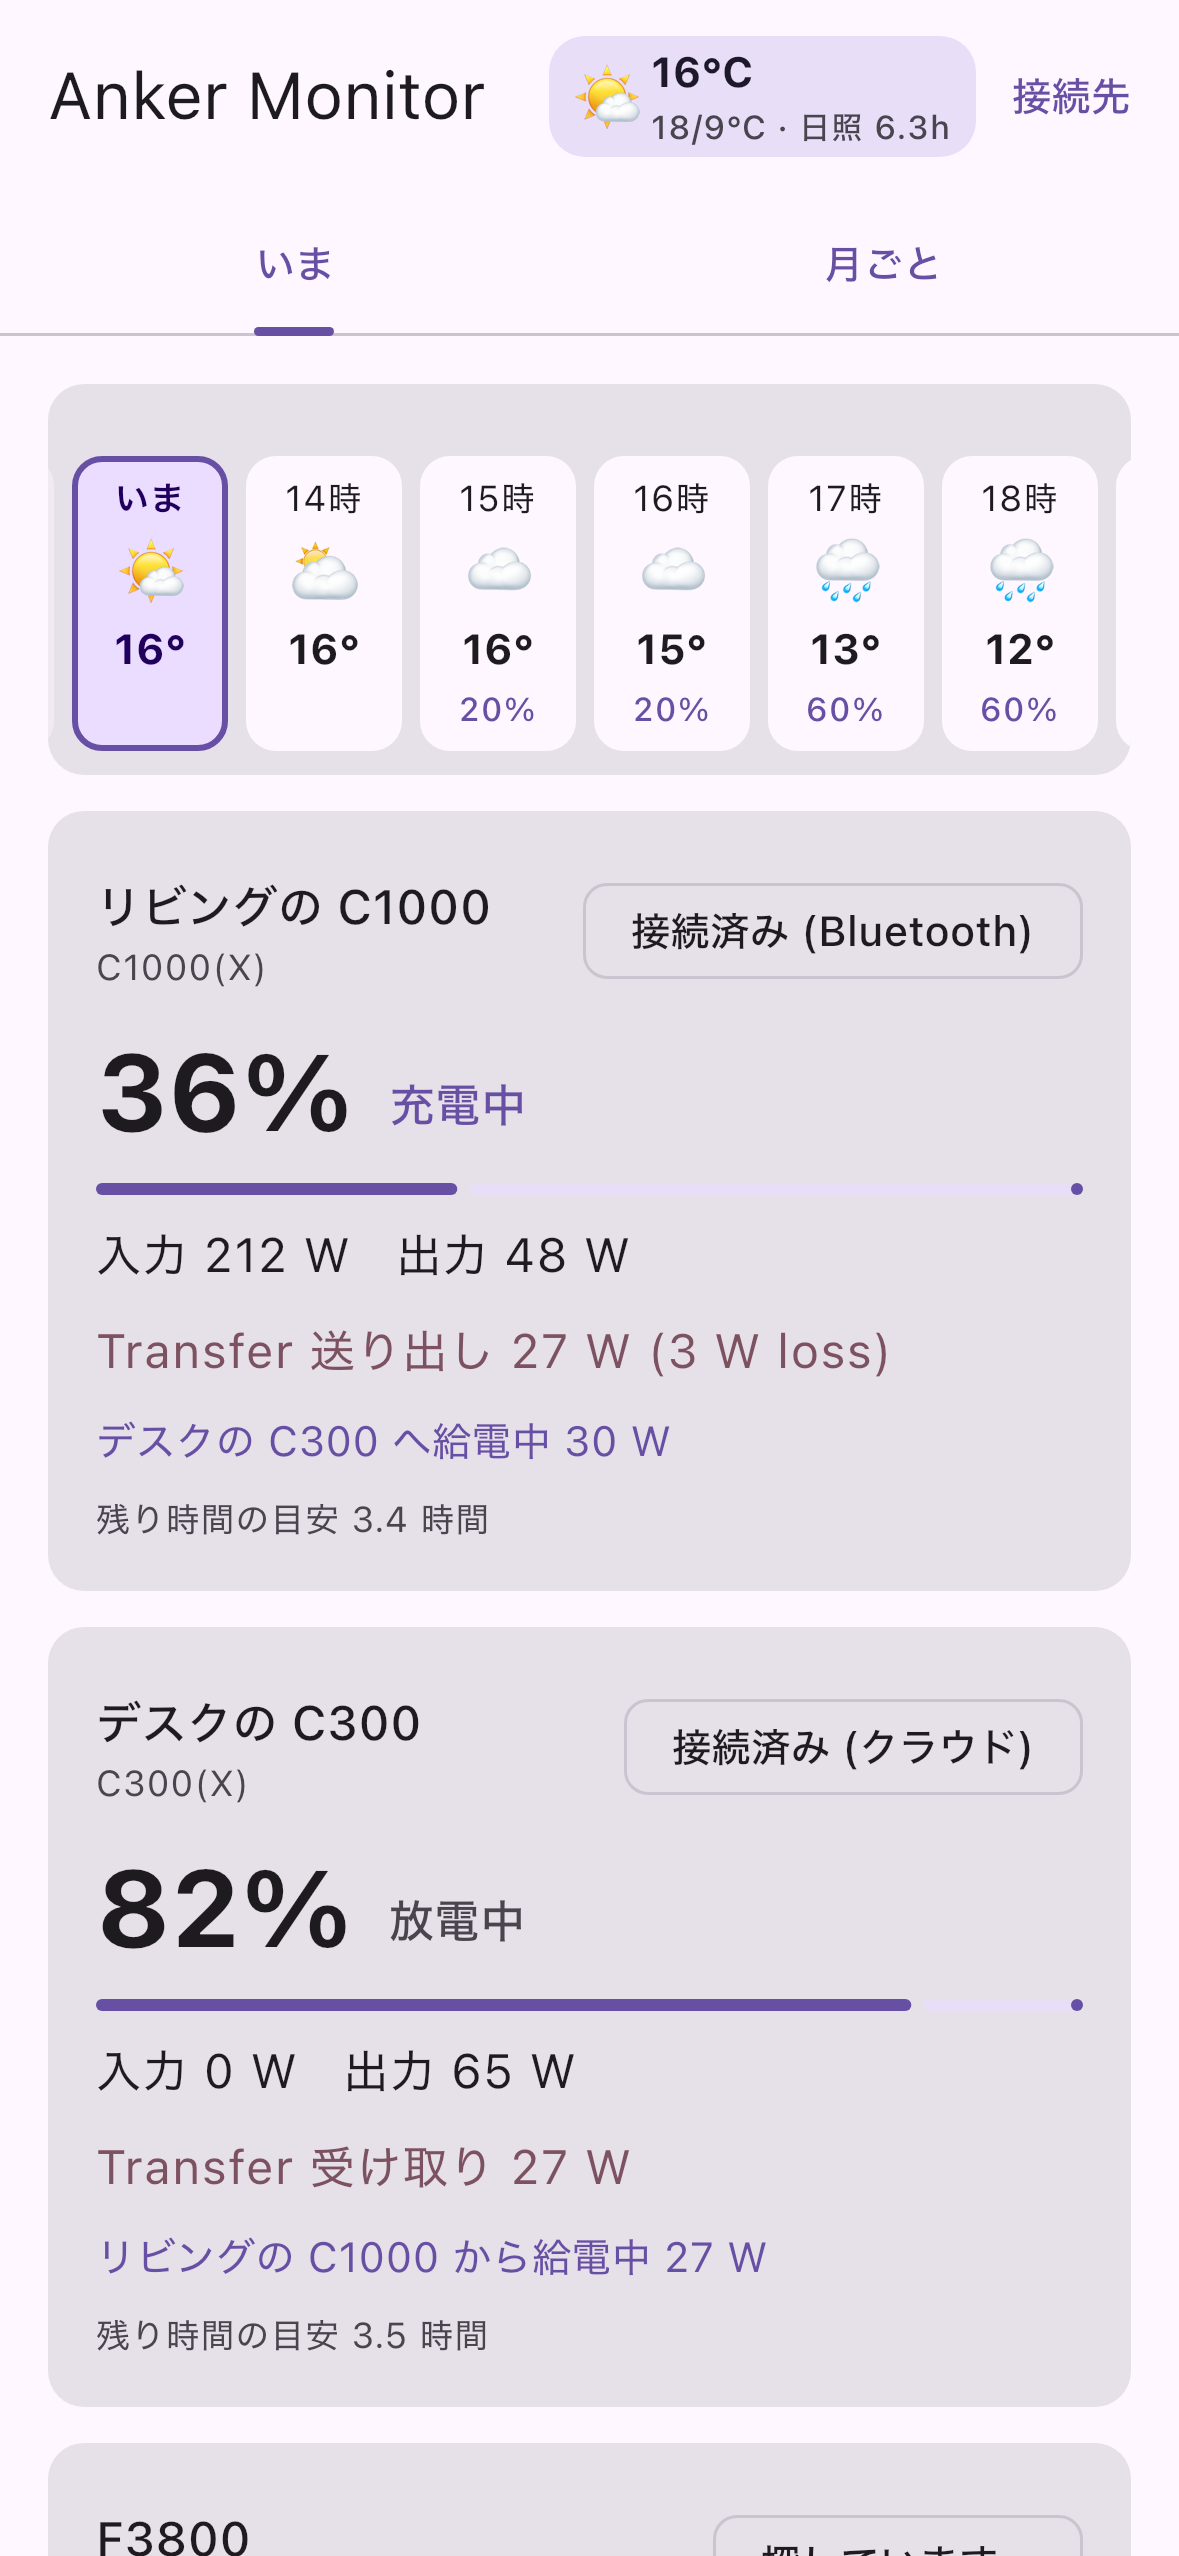 Anker Monitor
16°C
18/9°C · 日照 6.3h
接続先
いま
月ごと
いま
14時
15時
16時
17時
18時
16°
16°
16°
15°
13°
12°
20%
20%
60%
60%
リビングの C1000
C1000(X)
接続済み (Bluetooth)
36% 充電中
入力 212 W 出力 48 W
Transfer 送り出し 27 W (3 W loss)
デスクの C300 へ給電中 30 W
残り時間の目安 3.4 時間
デスクの C300
C300(X)
接続済み (クラウド)
82% 放電中
入力 0 W 出力 65 W
Transfer 受け取り 27 W
リビングの C1000 から給電中 27 W
残り時間の目安 3.5 時間
F3800
探しています